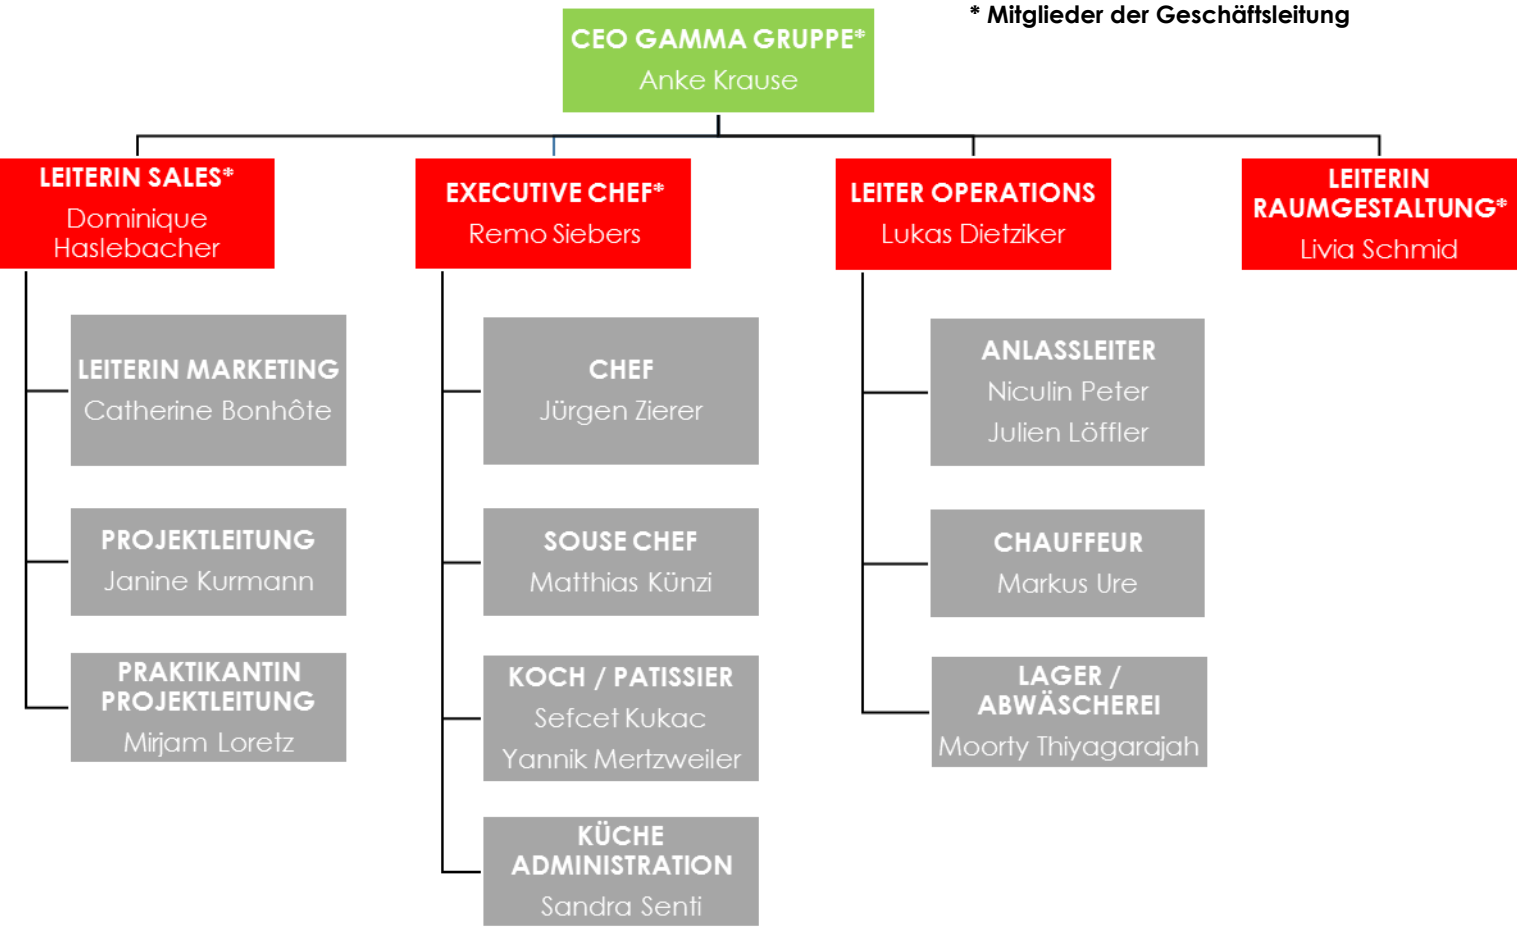 * Mitglieder der Geschäftsleitung
CEO GAMMA GRUPPE*
Anke Krause
LEITERIN SALES*
Dominique
Haslebacher
EXECUTIVE CHEF*
Remo Siebers
LEITER OPERATIONS
Lukas Dietziker
LEITERIN
RAUMGESTALTUNG*
Livia Schmid
LEITERIN MARKETING
Catherine Bonhôte
PROJEKTLEITUNG
Janine Kurmann
PRAKTIKANTIN
PROJEKTLEITUNG
Mirjam Loretz
CHEF
Jürgen Zierer
SOUSE CHEF
Matthias Künzi
KOCH / PATISSIER
Sefcet Kukac
Yannik Mertzweiler
KÜCHE
ADMINISTRATION
Sandra Senti
ANLASSLEITER
Niculin Peter
Julien Löffler
CHAUFFEUR
Markus Ure
LAGER /
ABWÄSCHEREI
Moorty Thiyagarajah